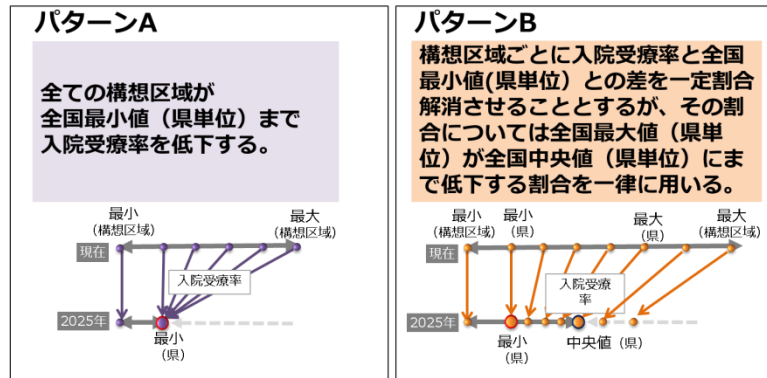 パターンA
全ての構想区域が
全国最小値（県単位）まで
入院受療率を低下する。
最小
（構想区域）
最大
（構想区域）
現在
入院受療率
2025年
最小
（県）
パターンB
構想区域ごとに入院受療率と全国
最小値(県単位）との差を一定割合
解消させることとするが、その割
合については全国最大値（県単
位）が全国中央値（県単位）にま
で低下する割合を一律に用いる。
最小
（構想区域）
最小
（県）
最大
（県）
最大
（構想区域）
現在
入院受療
率
2025年
最小
（県）
中央値（県）